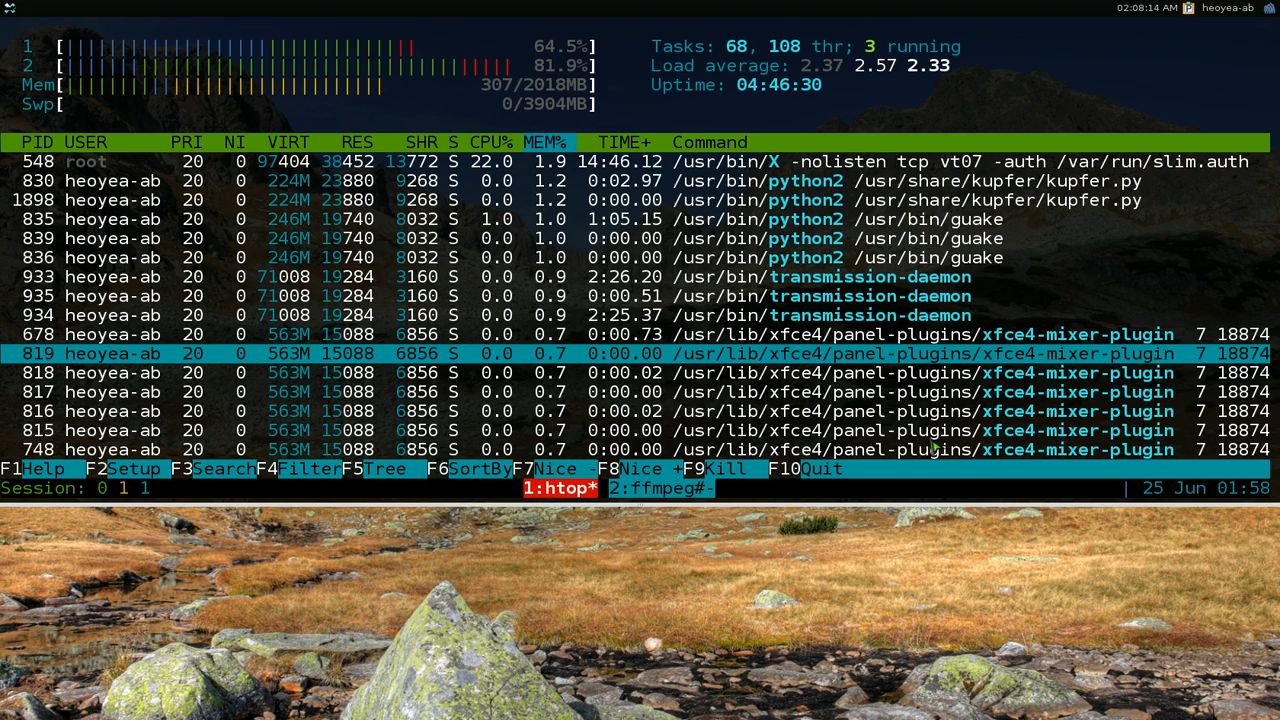 02:08:14 AM heoyea-ab
1 [ 64.5%] Tasks: 68, 108 thr; 3 running
2 [ 81.9%] Load average: 2.37 2.57 2.33
Mem[ 307/2018MB] Uptime: 04:46:30
Swp[ 0/3904MB]
PID USER PRI NI VIRT RES SHR S CPU% MEM% TIME+ Command
548 root 20 0 97404 38452 13772 S 22.0 1.9 14:46.12 /usr/bin/X -nolisten tcp vt07 -auth /var/run/slim.auth
830 heoyea-ab 20 0 224M 23880 9268 S 0.0 1.2 0:02.97 /usr/bin/python2 /usr/share/kupfer/kupfer.py
1898 heoyea-ab 20 0 224M 23880 9268 S 0.0 1.2 0:00.00 /usr/bin/python2 /usr/share/kupfer/kupfer.py
835 heoyea-ab 20 0 246M 19740 8032 S 1.0 1.0 1:05.15 /usr/bin/python2 /usr/bin/guake
839 heoyea-ab 20 0 246M 19740 8032 S 0.0 1.0 0:00.00 /usr/bin/python2 /usr/bin/guake
836 heoyea-ab 20 0 246M 19740 8032 S 0.0 1.0 0:00.00 /usr/bin/python2 /usr/bin/guake
933 heoyea-ab 20 0 71008 19284 3160 S 0.0 0.9 2:26.20 /usr/bin/transmission-daemon
935 heoyea-ab 20 0 71008 19284 3160 S 0.0 0.9 0:00.51 /usr/bin/transmission-daemon
934 heoyea-ab 20 0 71008 19284 3160 S 0.0 0.9 2:25.37 /usr/bin/transmission-daemon
678 heoyea-ab 20 0 563M 15088 6856 S 0.0 0.7 0:00.73 /usr/lib/xfce4/panel-plugins/xfce4-mixer-plugin 7 18874
819 heoyea-ab 20 0 563M 15088 6856 S 0.0 0.7 0:00.00 /usr/lib/xfce4/panel-plugins/xfce4-mixer-plugin 7 18874
818 heoyea-ab 20 0 563M 15088 6856 S 0.0 0.7 0:00.02 /usr/lib/xfce4/panel-plugins/xfce4-mixer-plugin 7 18874
817 heoyea-ab 20 0 563M 15088 6856 S 0.0 0.7 0:00.00 /usr/lib/xfce4/panel-plugins/xfce4-mixer-plugin 7 18874
816 heoyea-ab 20 0 563M 15088 6856 S 0.0 0.7 0:00.02 /usr/lib/xfce4/panel-plugins/xfce4-mixer-plugin 7 18874
815 heoyea-ab 20 0 563M 15088 6856 S 0.0 0.7 0:00.00 /usr/lib/xfce4/panel-plugins/xfce4-mixer-plugin 7 18874
748 heoyea-ab 20 0 563M 15088 6856 S 0.0 0.7 0:00.00 /usr/lib/xfce4/panel-plugins/xfce4-mixer-plugin 7 18874
F1Help F2Setup F3SearchF4FilterF5Tree F6SortByF7Nice -F8Nice +F9Kill F10Quit
Session: 0 1 1 1:htop* 2:ffmpeg#- | 25 Jun 01:58